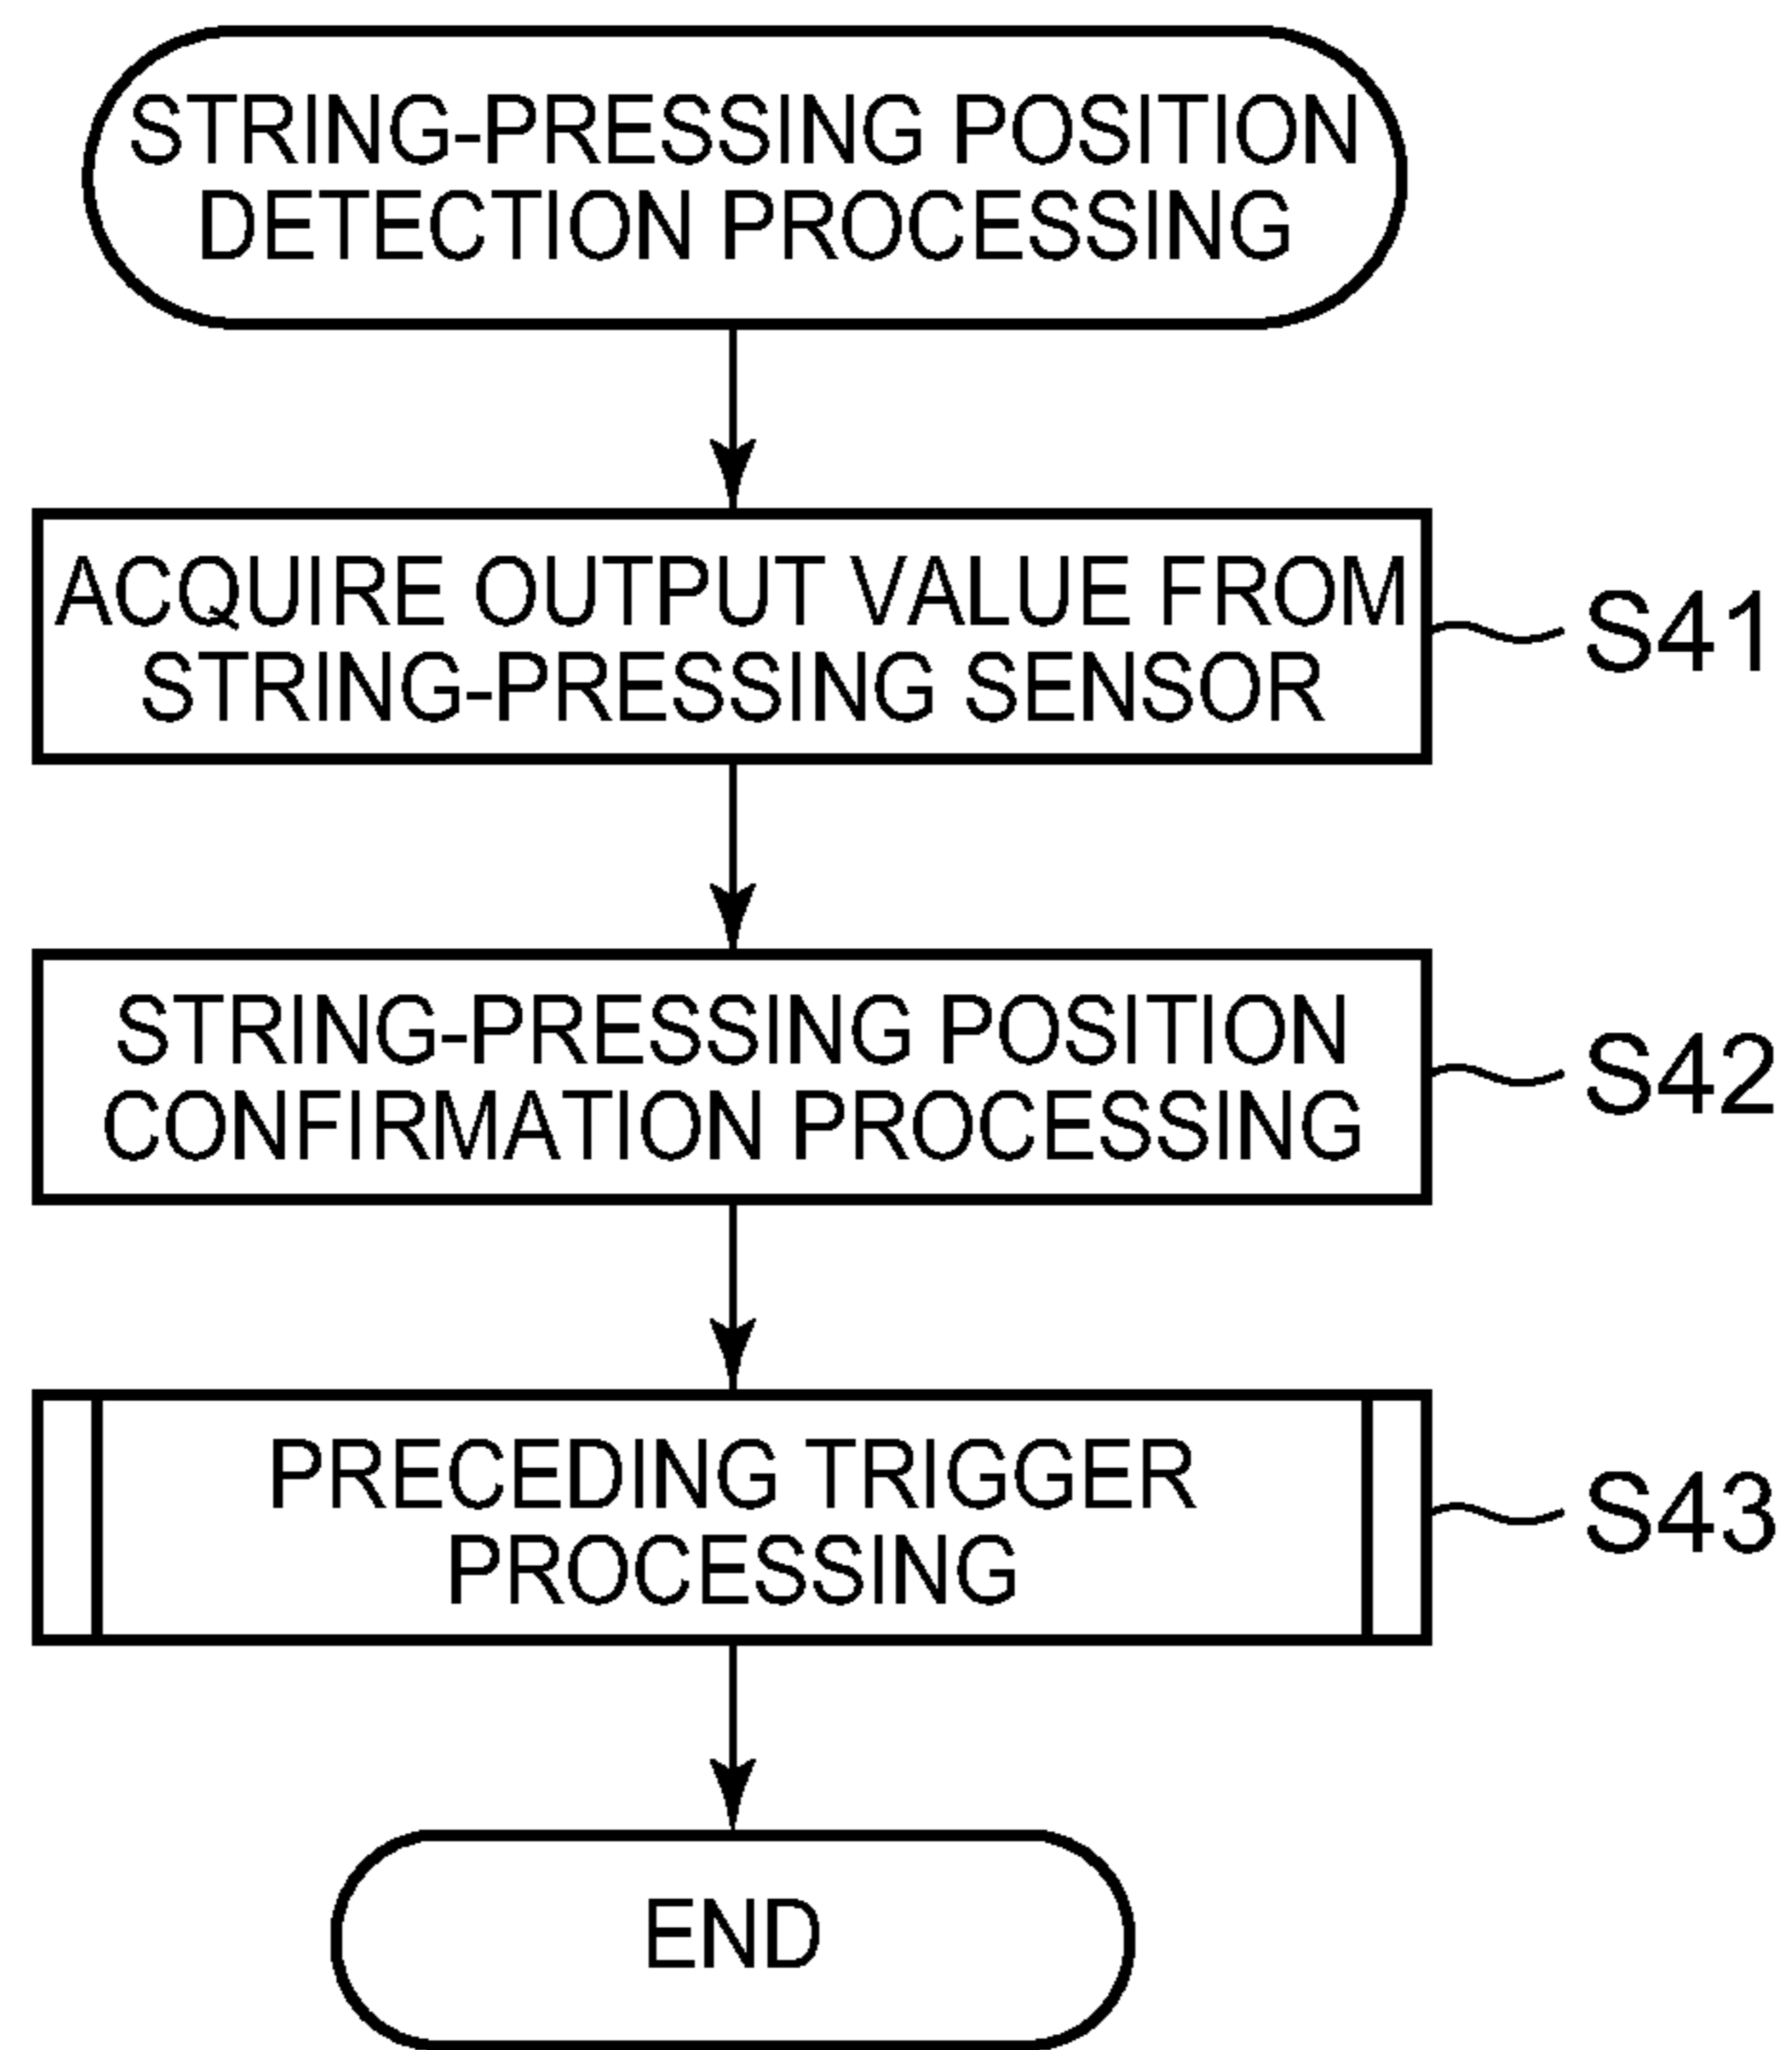 STRING-PRESSING POSITION
DETECTION PROCESSING
ACQUIRE OUTPUT VALUE FROM
STRING-PRESSING SENSOR
S41
STRING-PRESSING POSITION
CONFIRMATION PROCESSING
S42
PRECEDING TRIGGER
PROCESSING
S43
END